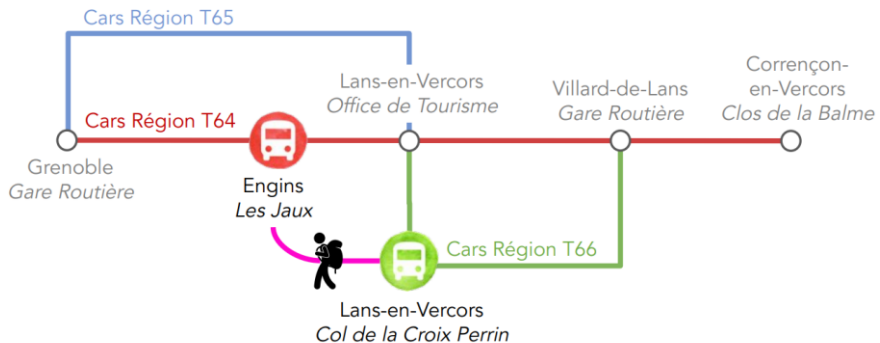 Cars Région T65
Lans-en-Vercors
Office de Tourisme
Villard-de-Lans
Gare Routière
Corrençon-
en-Vercors
Clos de la Balme
Cars Région T64
Grenoble
Gare Routière
Engins
Les Jaux
Cars Région T66
Lans-en-Vercors
Col de la Croix Perrin